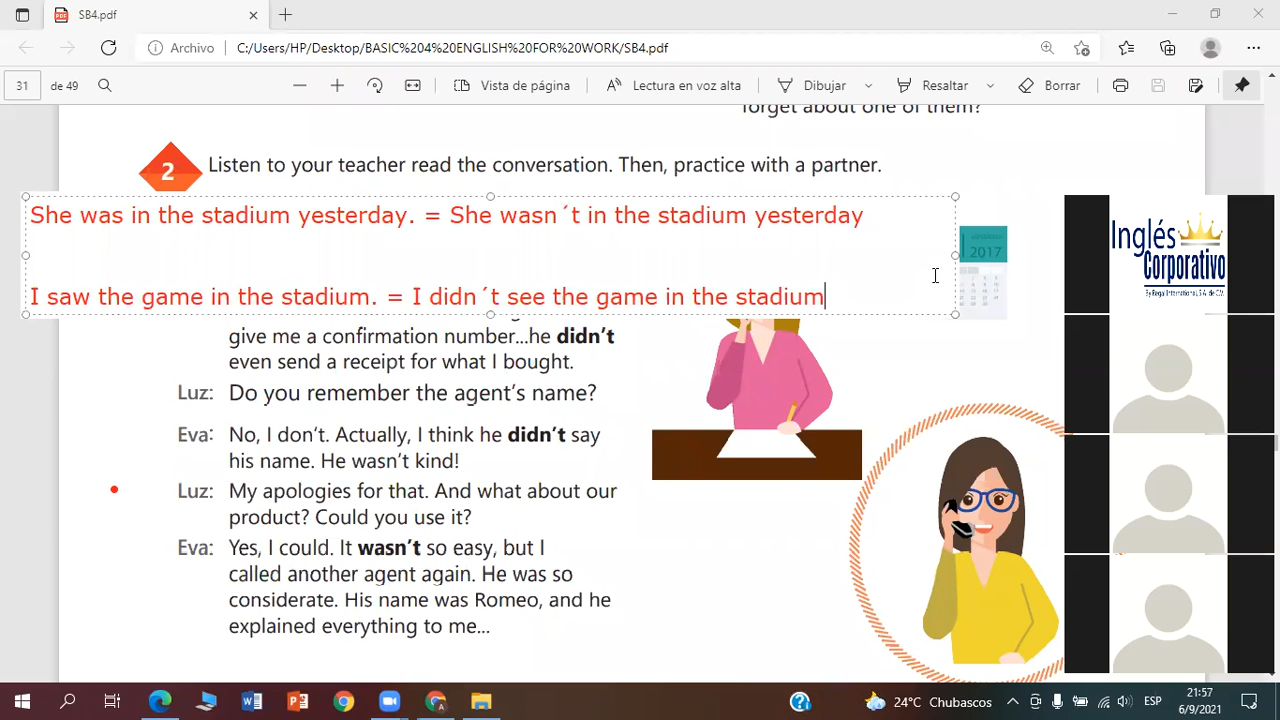 SB4.pdf
Archivo
C:/Users/HP/Desktop/BASIC%204%20ENGLISH%20FOR%20WORK/SB4.pdf
31 de 49
Vista de página
Lectura en voz alta
Dibujar
Resaltar
Borrar
forget about one of them?
2
Listen to your teacher read the conversation. Then, practice with a partner.
She was in the stadium yesterday. = She wasn´t in the stadium yesterday
I saw the game in the stadium. = I didn´t see the game in the stadium
2017
Inglés
Corporativo
By Regal International, S.A. de C.V.
give me a confirmation number...he didn't
even send a receipt for what I bought.
Luz: Do you remember the agent's name?
Eva: No, I don't. Actually, I think he didn't say
his name. He wasn't kind!
Luz: My apologies for that. And what about our
product? Could you use it?
Eva: Yes, I could. It wasn't so easy, but I
called another agent again. He was so
considerate. His name was Romeo, and he
explained everything to me...
24°C Chubascos
ESP
21:57
6/9/2021